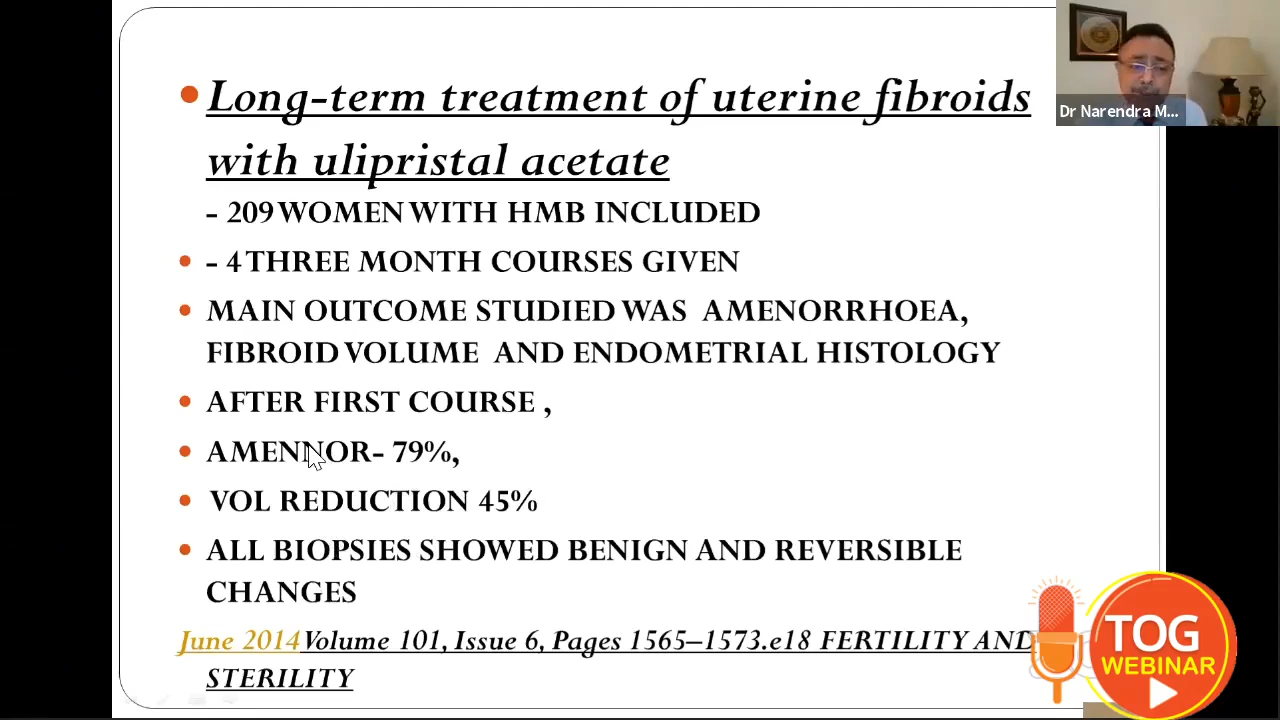 Long-term treatment of uterine fibroids
with ulipristal acetate
- 209 WOMEN WITH HMB INCLUDED
- 4 THREE MONTH COURSES GIVEN
MAIN OUTCOME STUDIED WAS AMENORRHOEA,
FIBROID VOLUME AND ENDOMETRIAL HISTOLOGY
AFTER FIRST COURSE ,
AMENNOR- 79%,
VOL REDUCTION 45%
ALL BIOPSIES SHOWED BENIGN AND REVERSIBLE
CHANGES
June 2014 Volume 101, Issue 6, Pages 1565–1573.e18 FERTILITY AND
STERILITY
Dr Narendra M...
TOG
WEBINAR